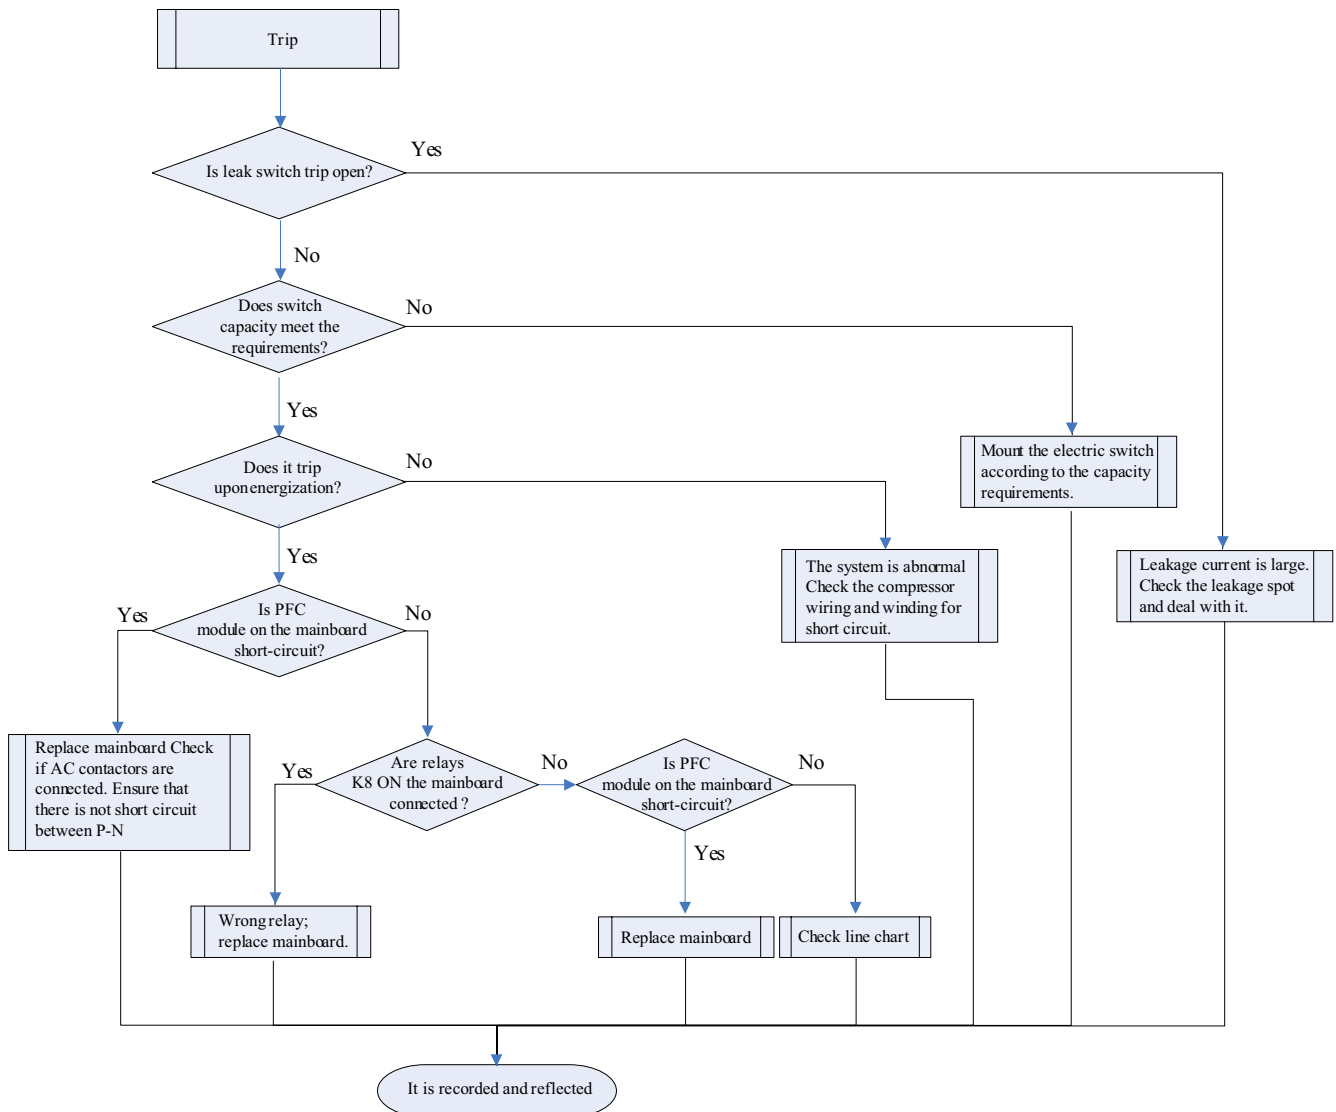 Trip
Is leak switch trip open?
Yes
No
Does switch
capacity meet the
requirements?
No
Yes
Does it trip
upon energization?
No
Yes
Mount the electric switch
according to the capacity
requirements.
The system is abnormal
Check the compressor
wiring and winding for
short circuit.
Leakage current is large.
Check the leakage spot
and deal with it.
Is PFC
module on the mainboard
short-circuit?
Yes
No
Replace mainboard Check
if AC contactors are
connected. Ensure that
there is not short circuit
between P-N
Are relays
K8 ON the mainboard
connected ?
Yes
No
Is PFC
module on the mainboard
short-circuit?
No
Yes
Wrong relay;
replace mainboard.
Replace mainboard
Check line chart
It is recorded and reflected